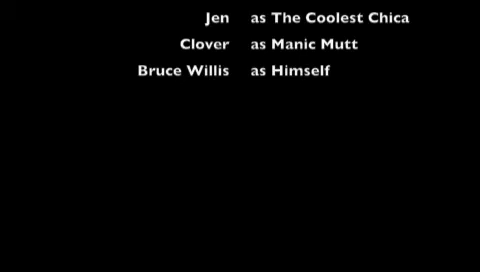 Jen as The Coolest Chica
Clover as Manic Mutt
Bruce Willis as Himself